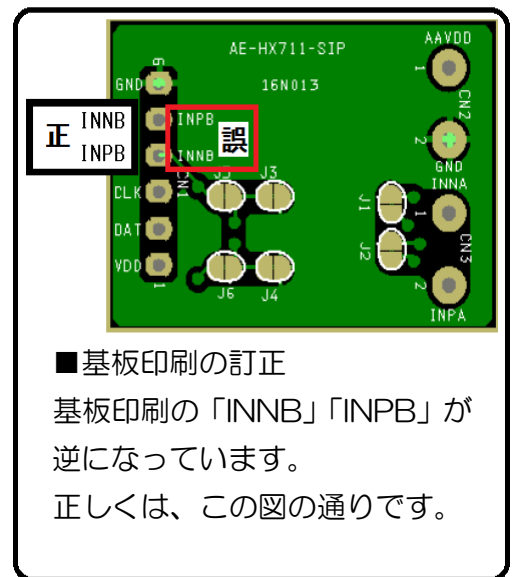 AE-HX711-SIP
16N013
AAVDD
1
CN2
2
GND
6
GND
正 INNB
INPB
INPB
INNB
誤
CLK
DAT
VDD
CN1
1
J5 J3
J6 J4
J1
J2
INNA
1
CN3
2
INPA
■基板印刷の訂正
基板印刷の「INNB」「INPB」が
逆になっています。
正しくは、この図の通りです。